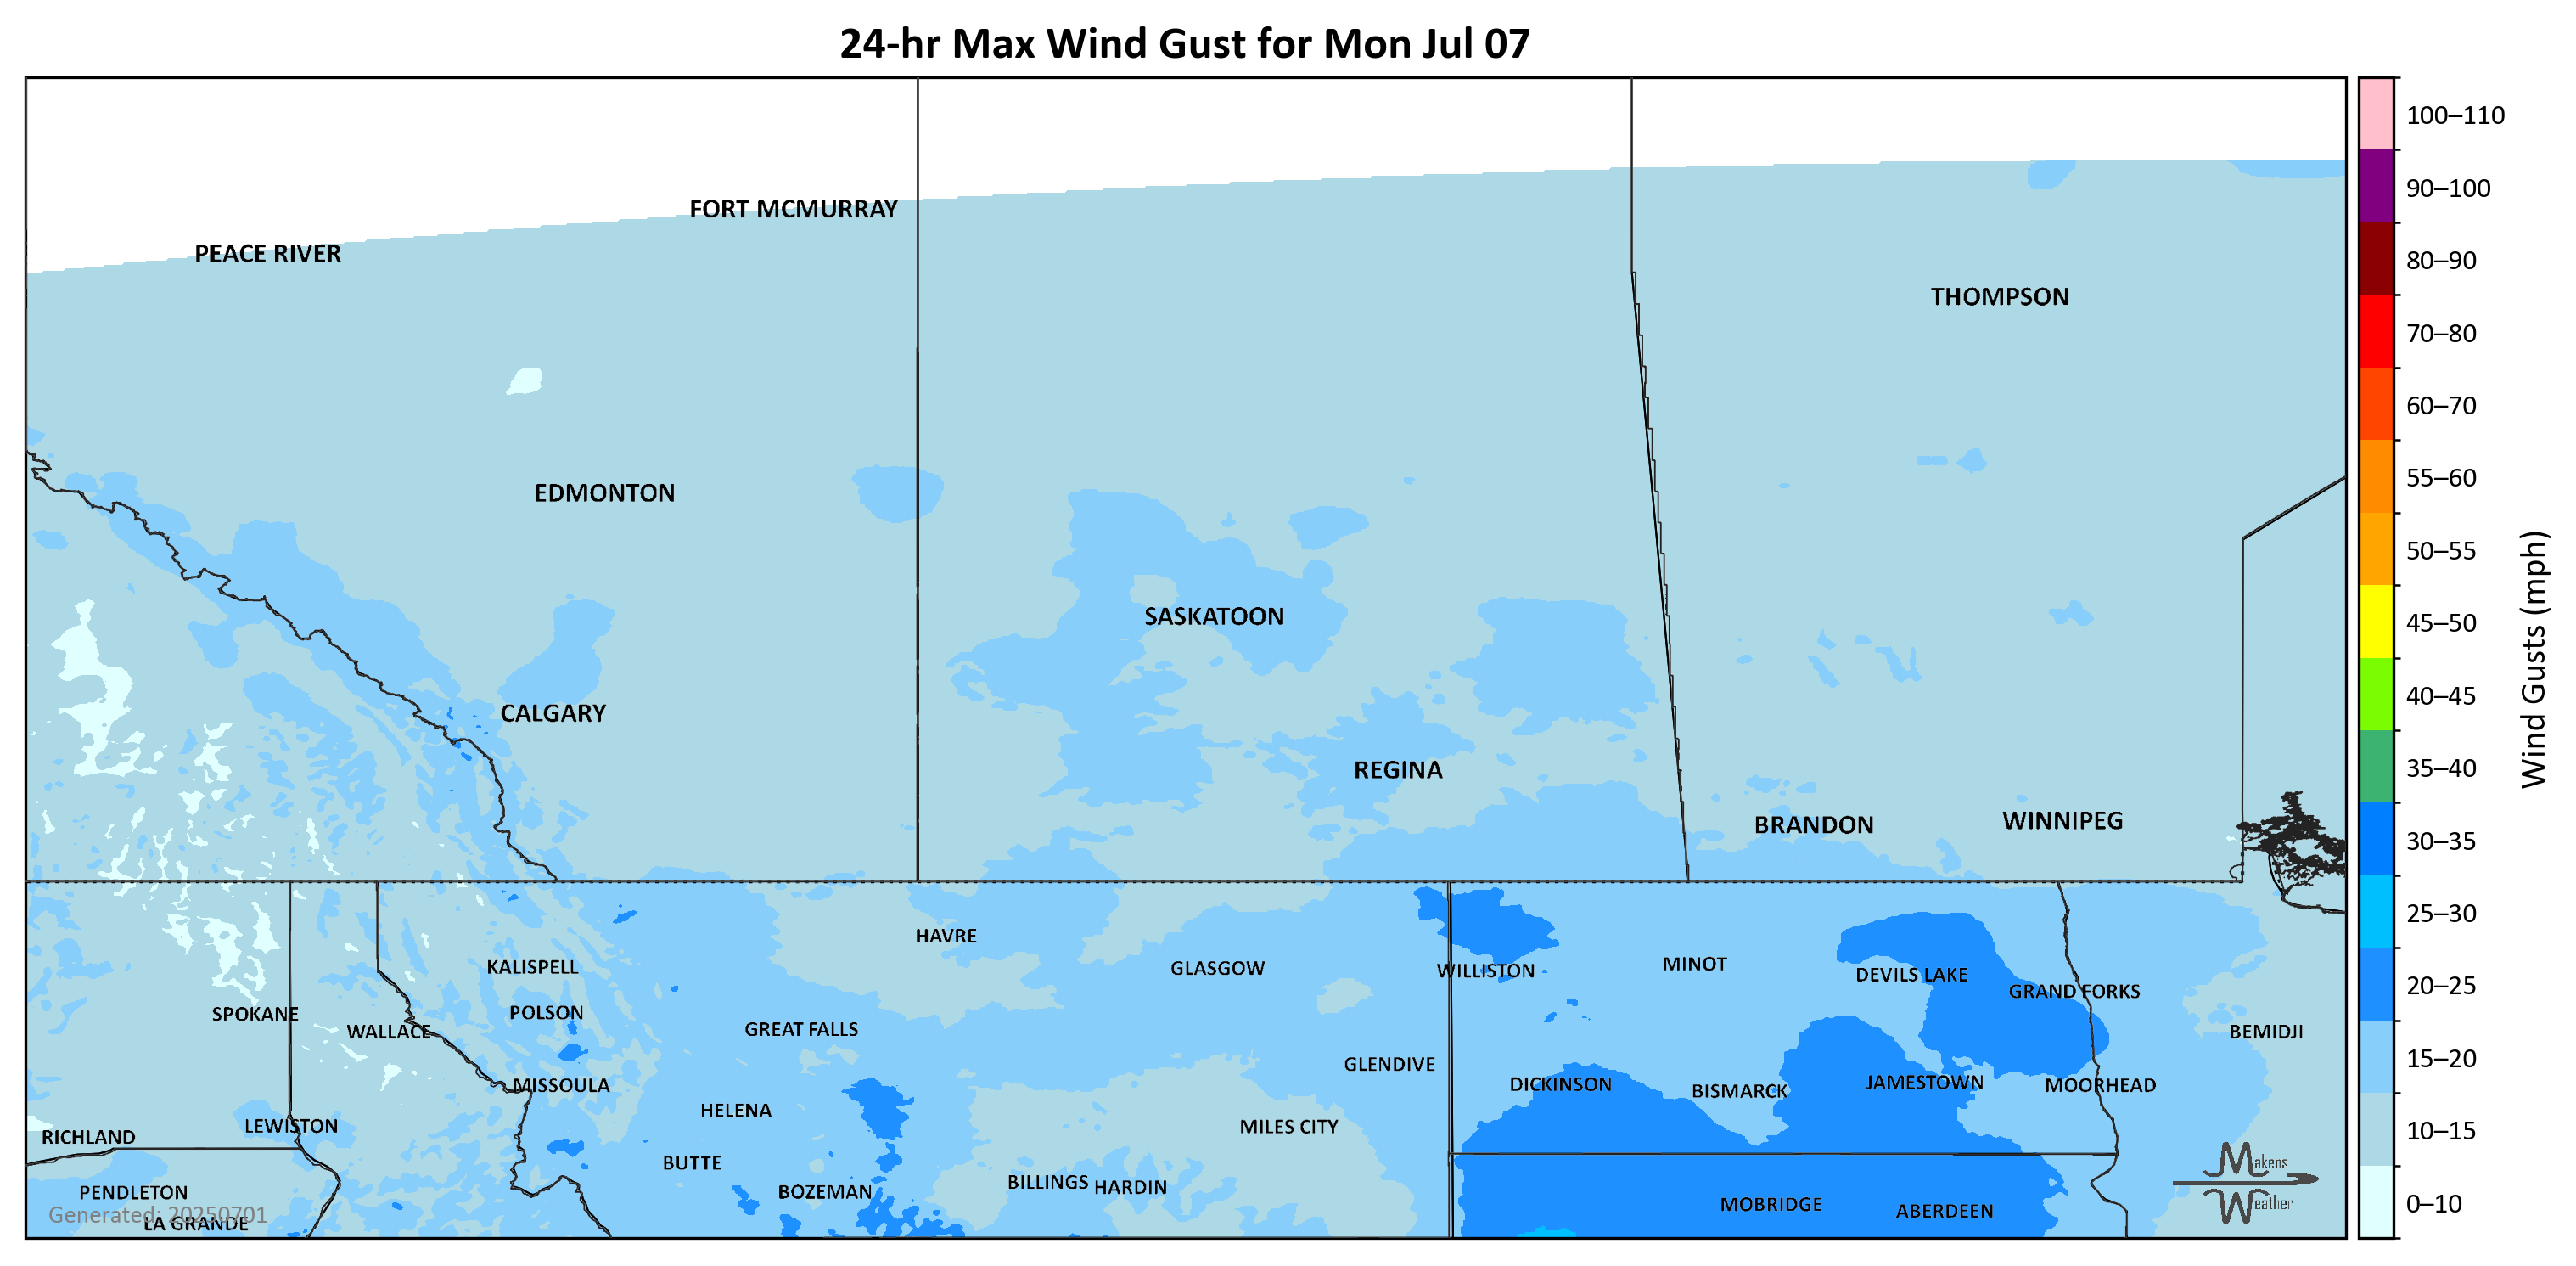 24-hr Max Wind Gust for Mon Jul 07
100–110
FORT MCMURRAY
90–100
PEACE RIVER
80–90
THOMPSON
70–80
60–70
55–60
EDMONTON
50–55
SASKATOON
45–50
Wind Gusts (mph)
CALGARY
40–45
REGINA
35–40
BRANDON
WINNIPEG
30–35
25–30
HAVRE
KALISPELL
GLASGOW
WILLISTON
MINOT
DEVILS LAKE
20–25
GRAND FORKS
SPOKANE
POLSON
WALLACE
GREAT FALLS
BEMIDJI
15–20
GLENDIVE
MISSOULA
DICKINSON
BISMARCK
JAMESTOWN
MOORHEAD
HELENA
LEWISTON
MILES CITY
10–15
RICHLAND
BUTTE
Makens
Weather
PENDLETON
BOZEMAN
BILLINGS
HARDIN
MOBRIDGE
ABERDEEN
0–10
Generated: 20250701
LA GRANDE